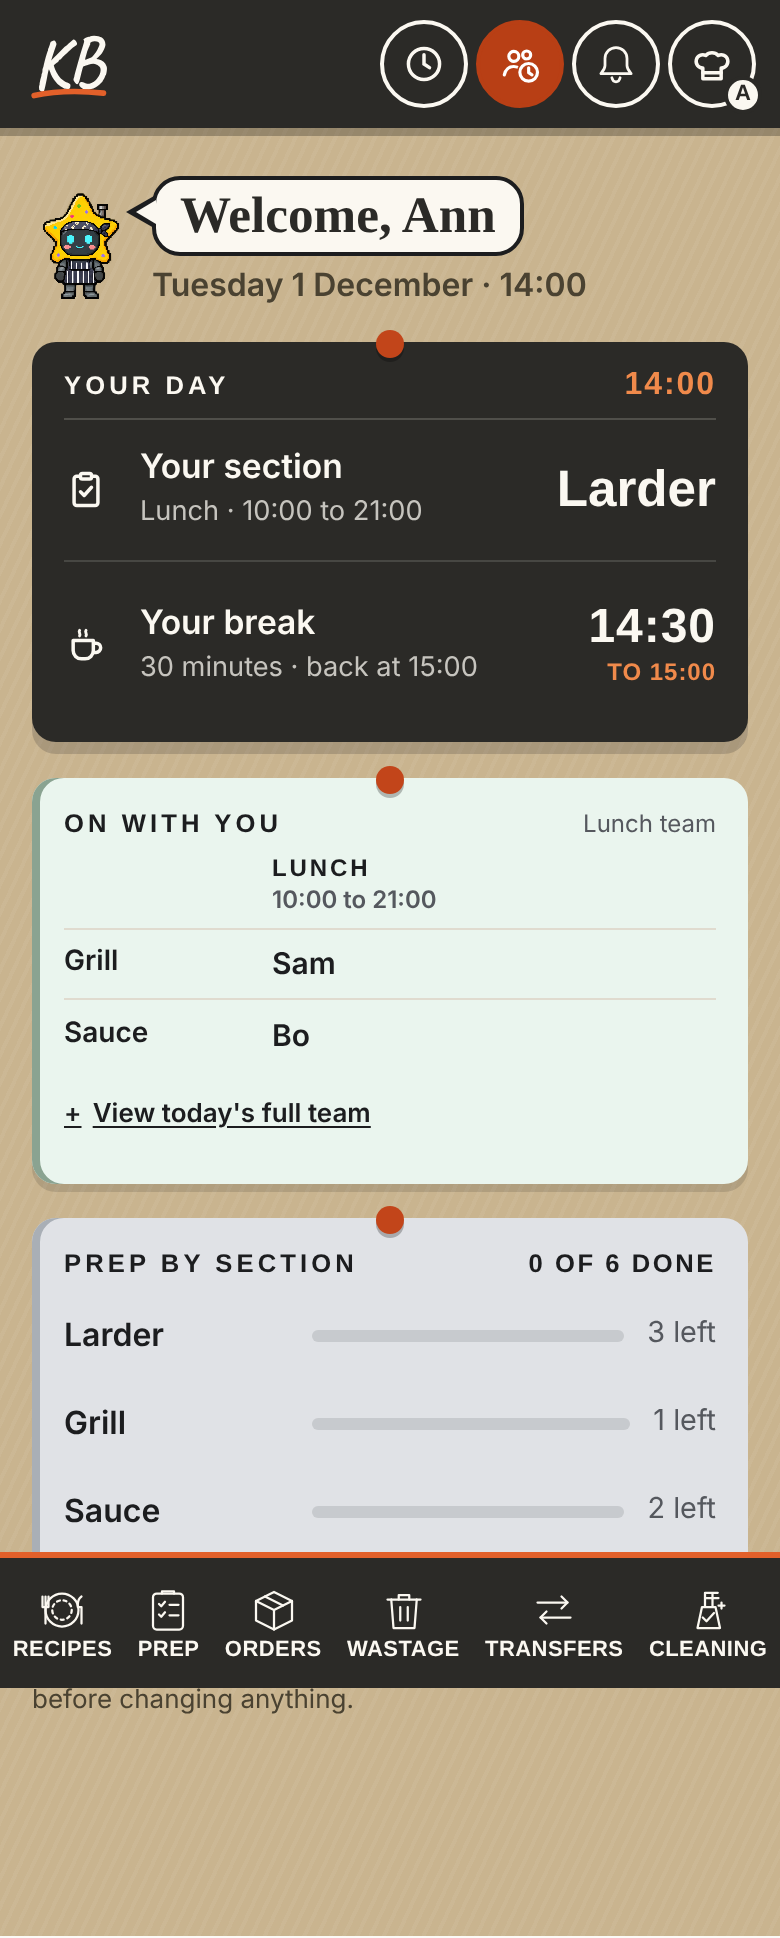 KB
A
Welcome, Ann
Tuesday 1 December · 14:00
YOUR DAY 14:00
Your section
Lunch · 10:00 to 21:00
Larder
Your break
30 minutes · back at 15:00
14:30
TO 15:00
ON WITH YOU Lunch team
LUNCH
10:00 to 21:00
Grill Sam
Sauce Bo
+ View today's full team
PREP BY SECTION 0 OF 6 DONE
Larder 3 left
Grill 1 left
Sauce 2 left
RECIPES PREP ORDERS WASTAGE TRANSFERS CLEANING
before changing anything.